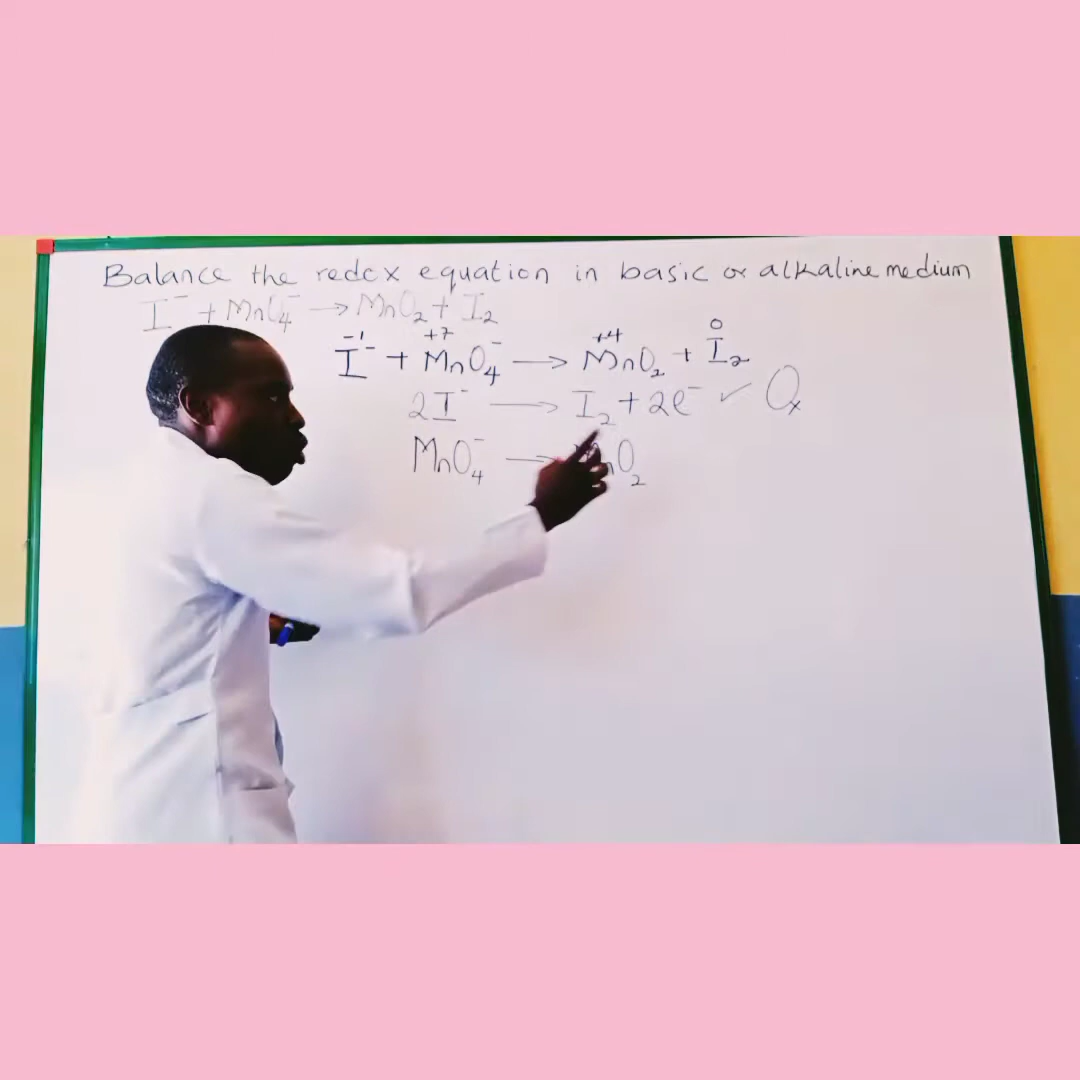 Balance the redox equation in basic or alkaline medium
I⁻ + MnO₄⁻ → MnO₂ + I₂
-1 +7 +4 0
I⁻ + MnO₄⁻ → MnO₂ + I₂
2I⁻ → I₂ + 2e⁻ ✓ Ox
MnO₄⁻ → MnO₂